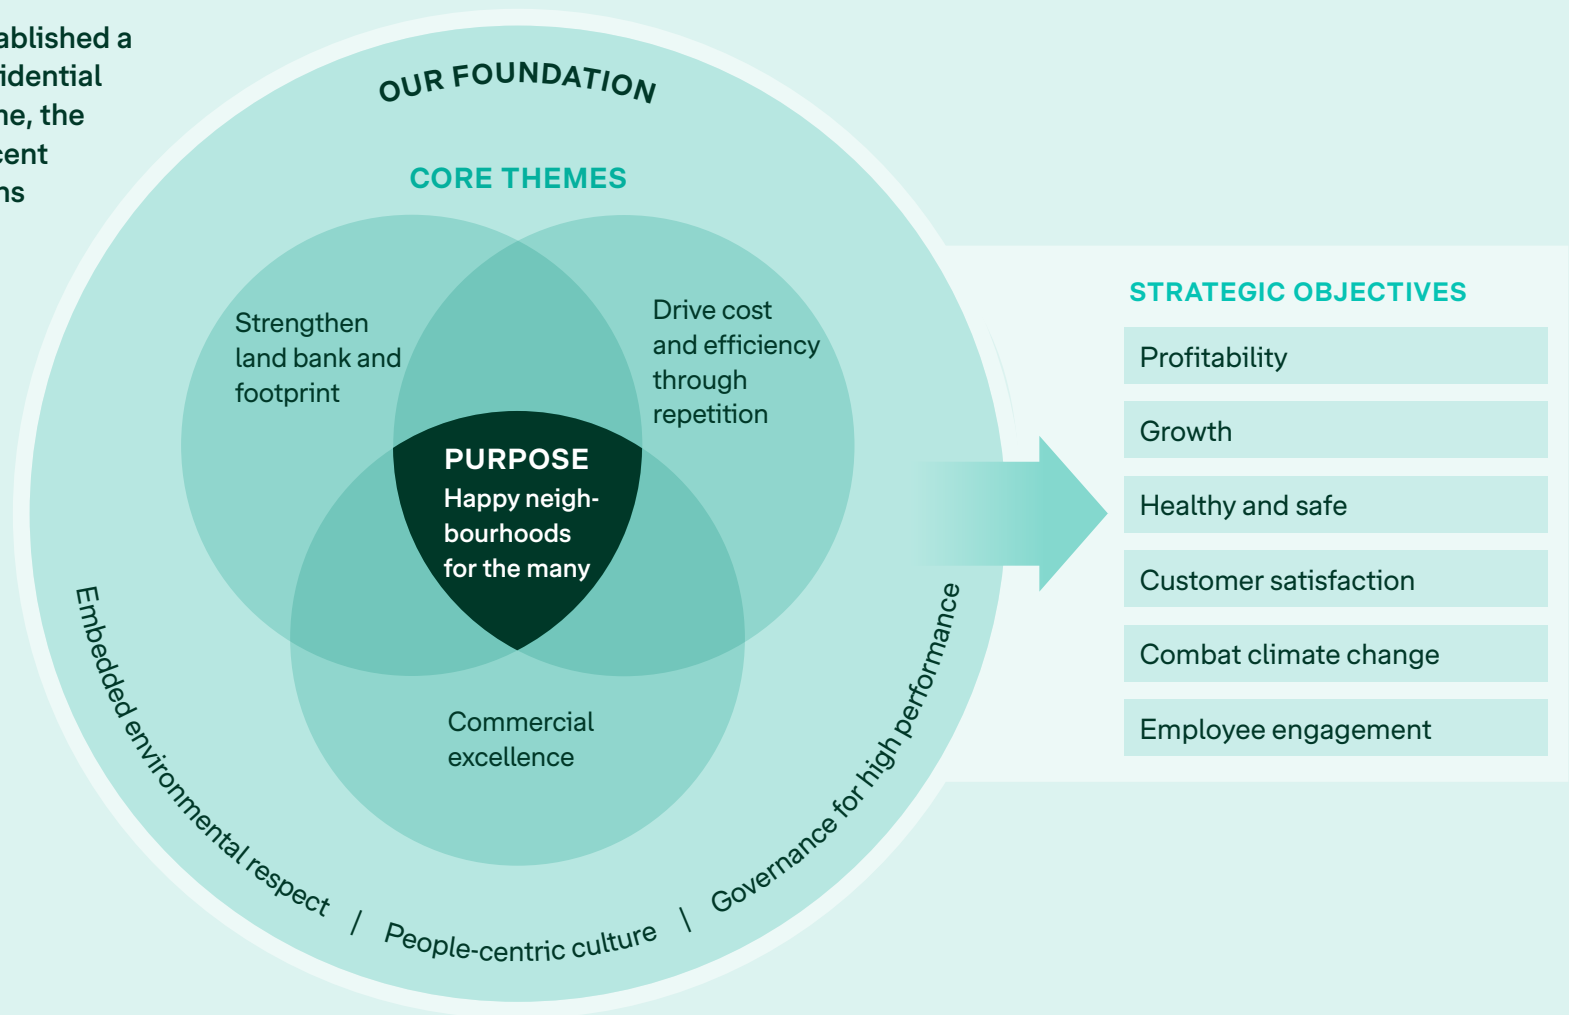 ablished a
idential
ne, the
cent
ns
OUR FOUNDATION
CORE THEMES
Strengthen
land bank and
footprint
Drive cost
and efficiency
through
repetition
PURPOSE
Happy neigh-
bourhoods
for the many
Commercial
excellence
Embedded environmental respect | People-centric culture | Governance for high performance
STRATEGIC OBJECTIVES
Profitability
Growth
Healthy and safe
Customer satisfaction
Combat climate change
Employee engagement